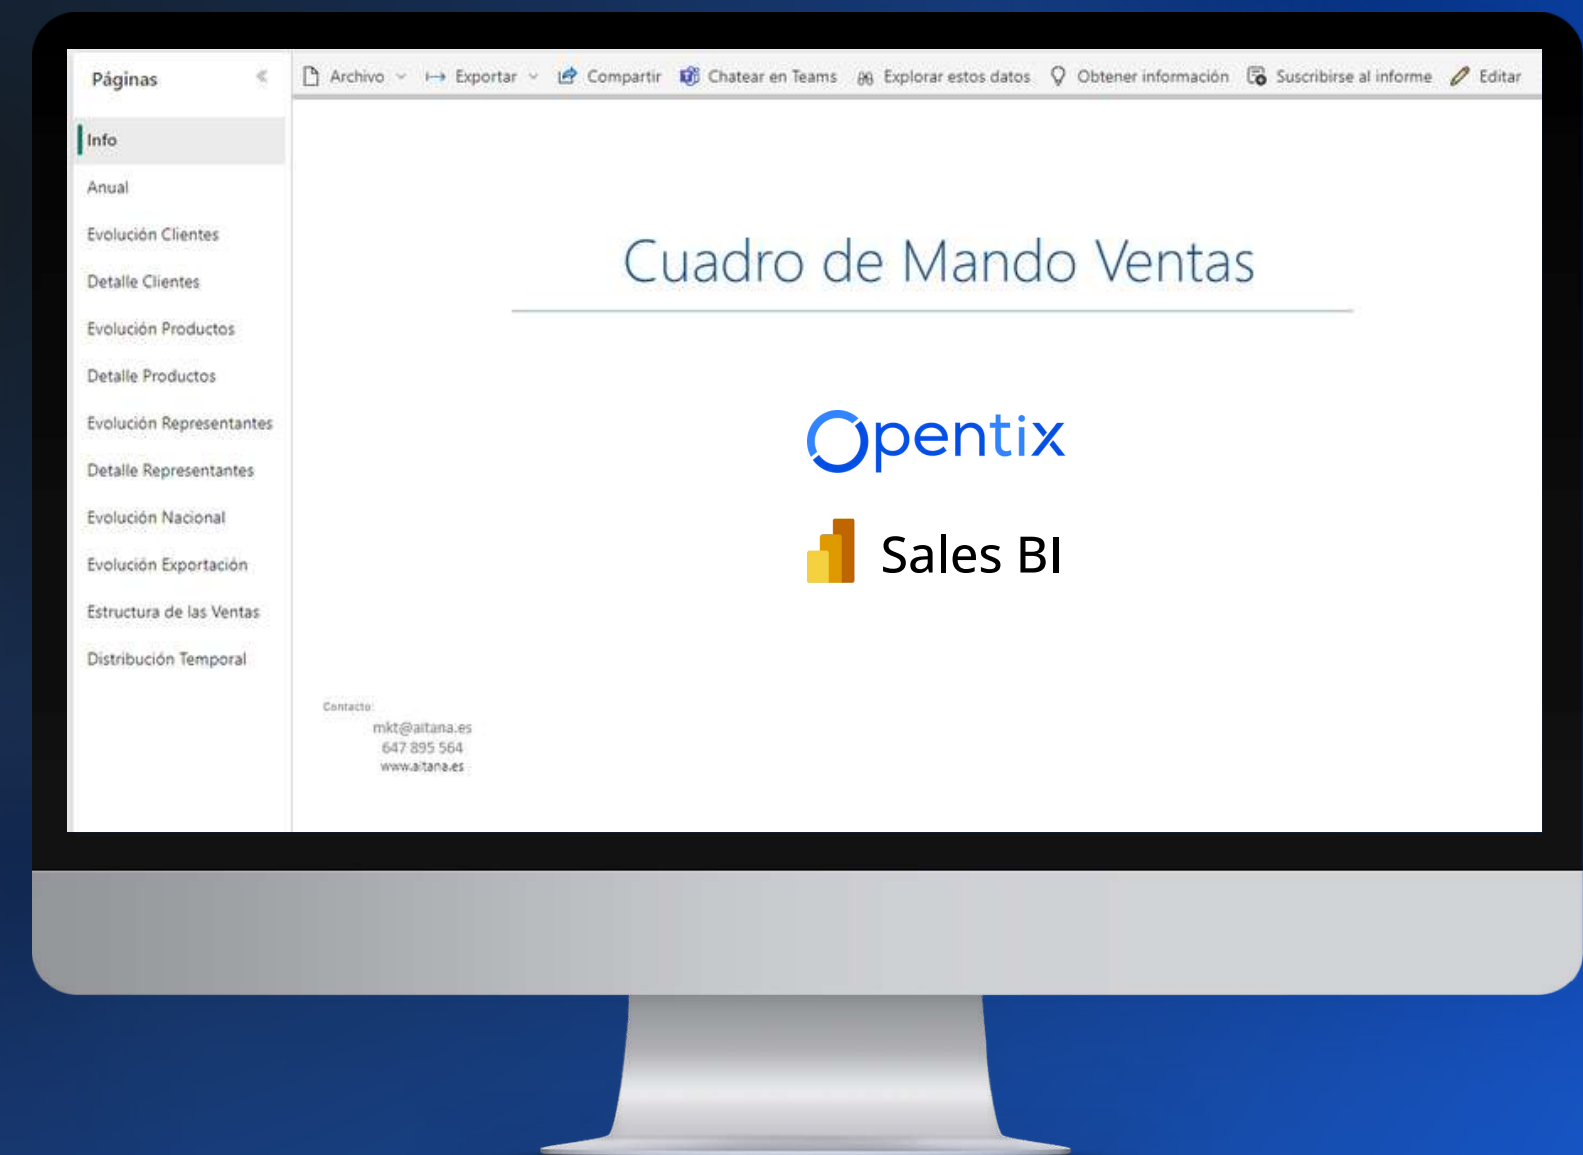 Páginas
Archivo Exportar Compartir Chatear en Teams Explorar estos datos Obtener información Suscribirse al informe Editar
Info
Anual
Evolución Clientes
Detalle Clientes
Evolución Productos
Detalle Productos
Evolución Representantes
Detalle Representantes
Evolución Nacional
Evolución Exportación
Estructura de las Ventas
Distribución Temporal
Cuadro de Mando Ventas
Opentix
Sales BI
Contacto:
mkt@aitana.es
647 895 564
www.aitana.es